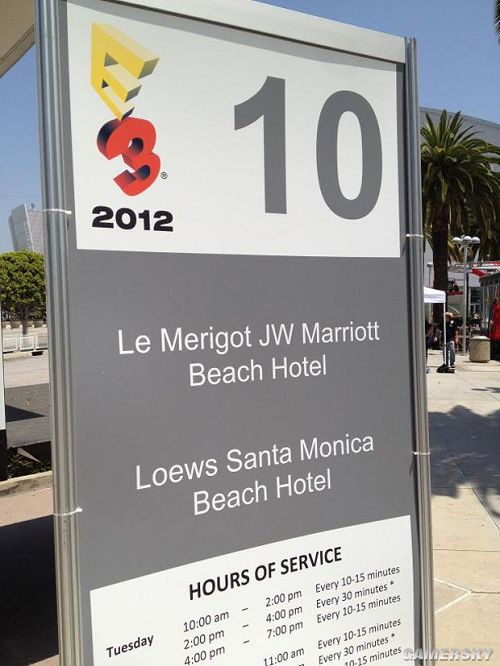 E3®
2012
10
Le Merigot JW Marriott
Beach Hotel
Loews Santa Monica
Beach Hotel
HOURS OF SERVICE
Tuesday 10:00 am – 2:00 pm Every 10-15 minutes
2:00 pm – 4:00 pm Every 30 minutes *
4:00 pm – 7:00 pm Every 10-15 minutes
11:00 am Every 10-15 minutes
Every 30 minutes *
10-15 minutes
GAMERSKY